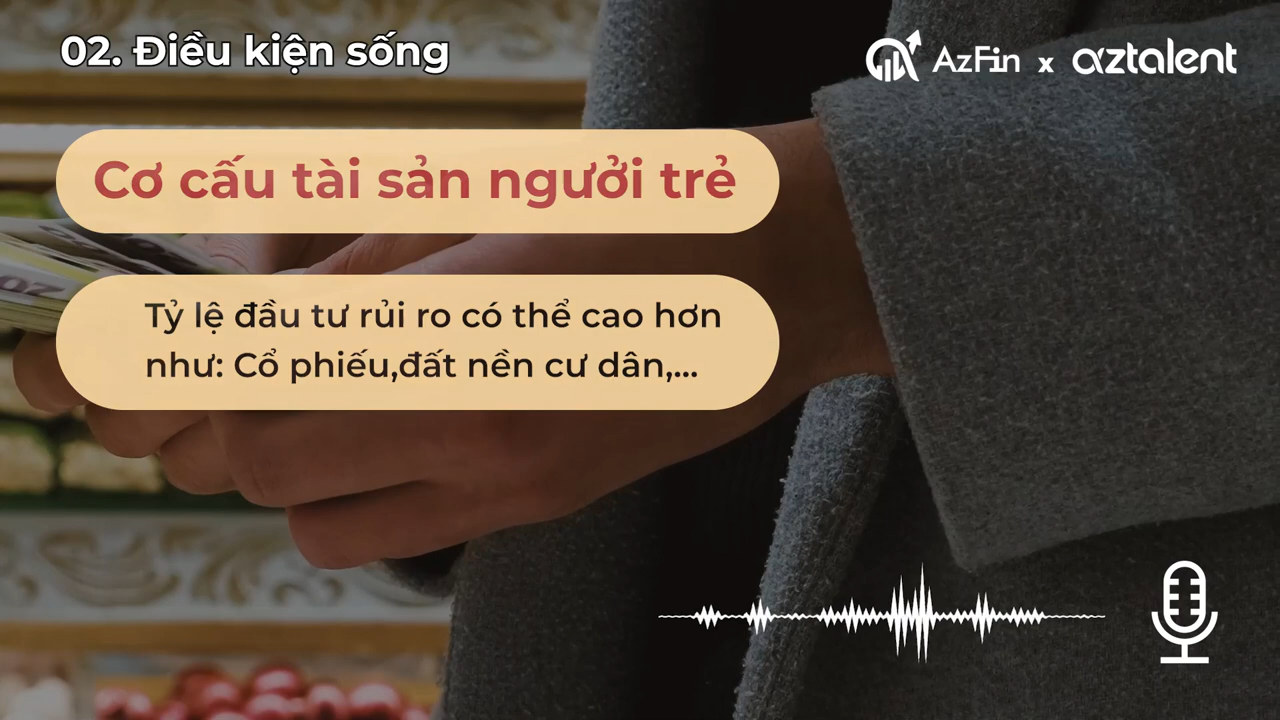 02. Điều kiện sống
AzFin x aztalent
Cơ cấu tài sản người trẻ
Tỷ lệ đầu tư rủi ro có thể cao hơn
như: Cổ phiếu,đất nền cư dân,...